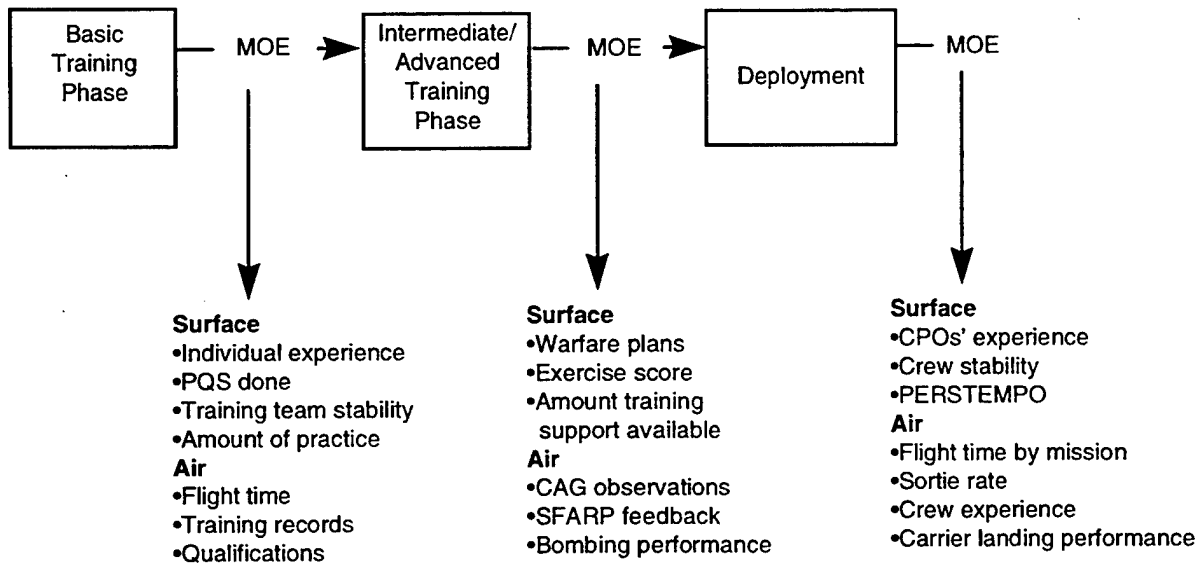 Basic
Training
Phase
MOE
Intermediate/
Advanced
Training
Phase
MOE
Deployment
MOE
Surface
•Individual experience
•PQS done
•Training team stability
•Amount of practice
Air
•Flight time
•Training records
•Qualifications
Surface
•Warfare plans
•Exercise score
•Amount training
support available
Air
•CAG observations
•SFARP feedback
•Bombing performance
Surface
•CPOs' experience
•Crew stability
•PERSTEMPO
Air
•Flight time by mission
•Sortie rate
•Crew experience
•Carrier landing performance